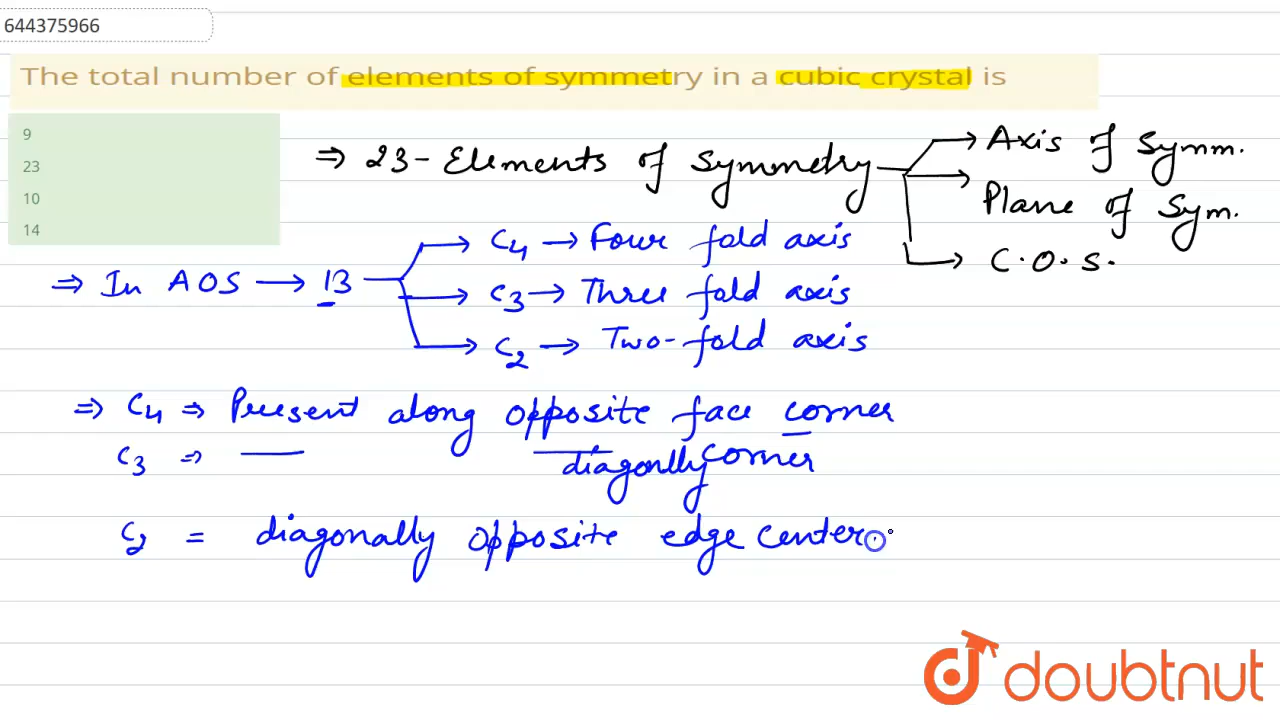 644375966
The total number of elements of symmetry in a cubic crystal is
9
23
10
14
⇒ 23 - Elements of Symmetry → Axis of Symm.
→ Plane of Sym.
→ C.O.S.
⇒ In AOS → 13 → C4 → Four fold axis
→ C3 → Three fold axis
→ C2 → Two-fold axis
⇒ C4 ⇒ Present along opposite face corner
C3 ⇒ — — diagonlly corner
C2 = diagonally opposite edge center
doubtnut